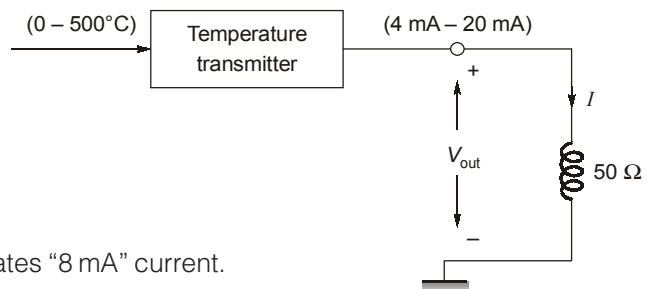 (0 – 500°C)
Temperature
transmitter
(4 mA – 20 mA)
+
I
V out
50 Ω
–
ates “8 mA” current.